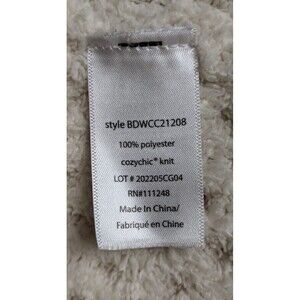 style BDWCC21208
100% polyester
cozychic® knit
LOT # 202205CG04
RN#111248
Made In China/
Fabriqué en Chine